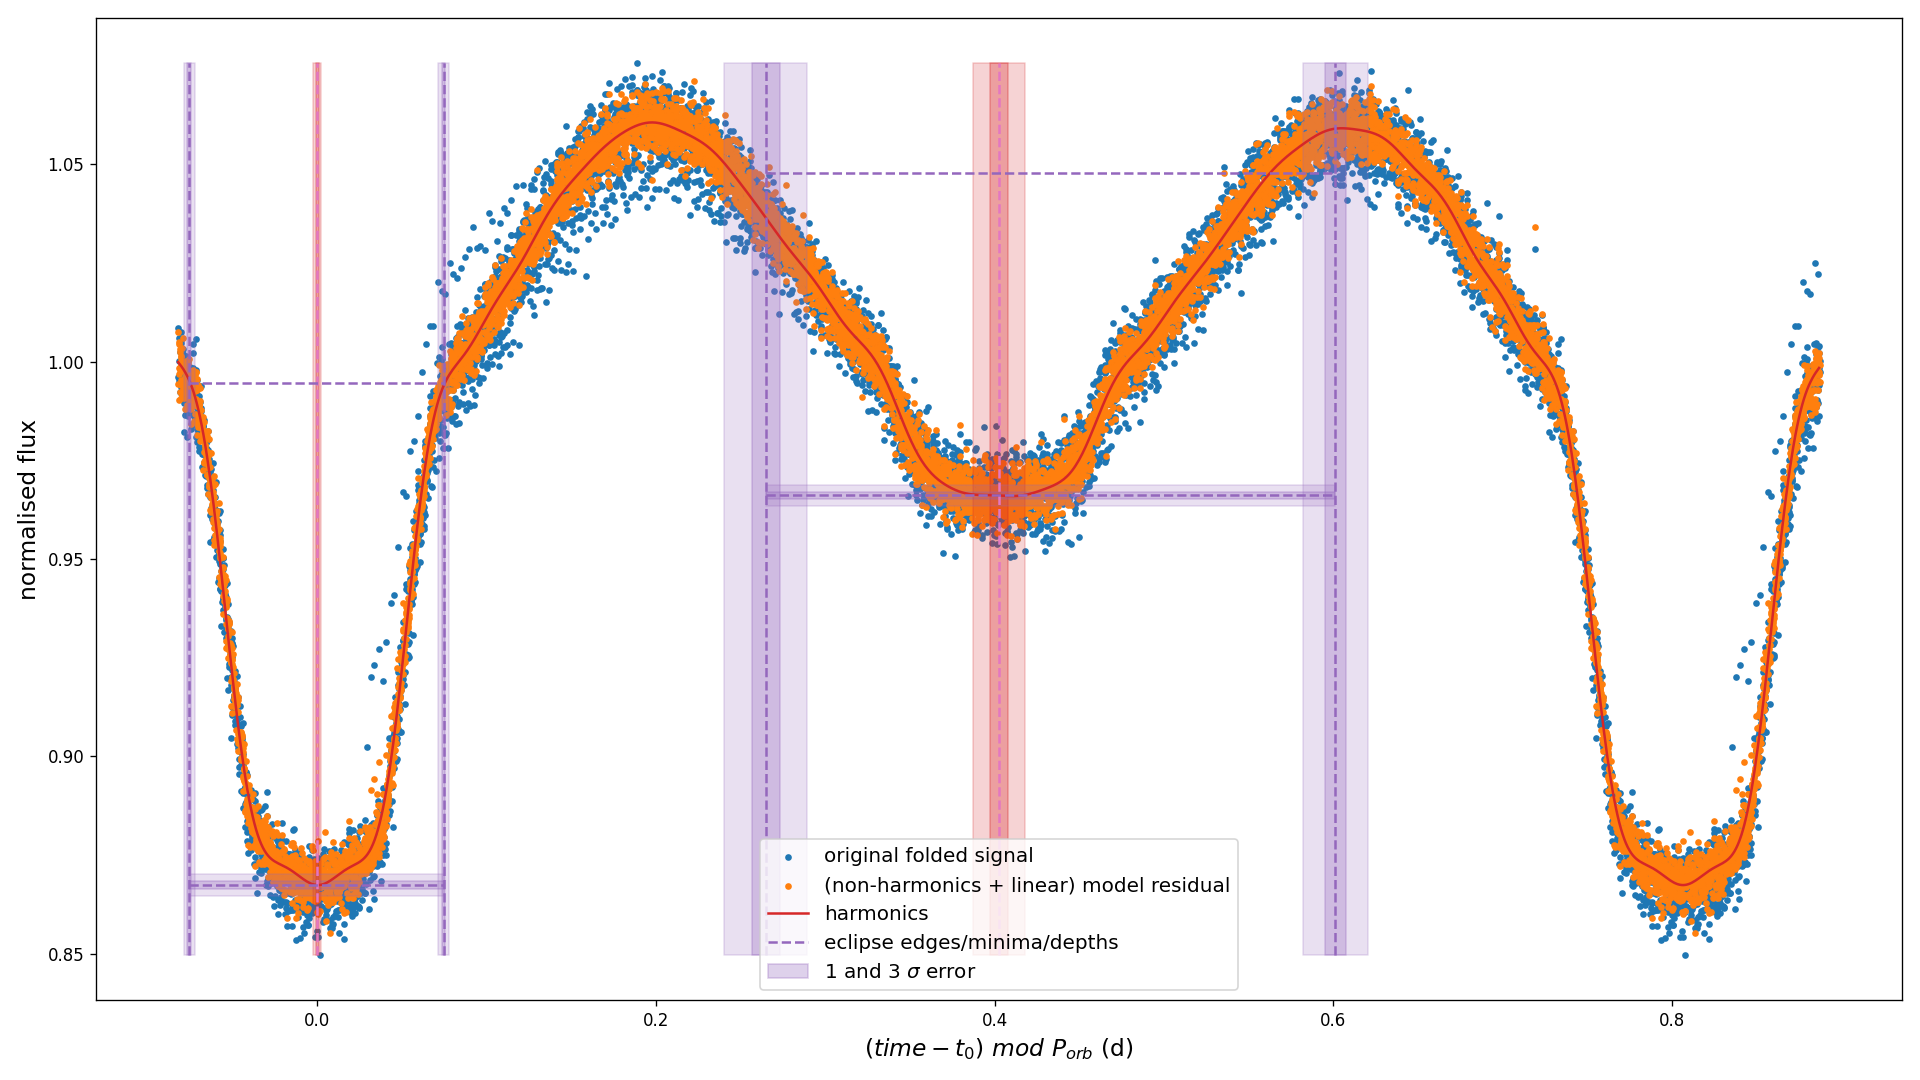 normalised flux
1.05
1.00
0.95
0.90
0.85
original folded signal
(non-harmonics + linear) model residual
harmonics
eclipse edges/minima/depths
1 and 3 σ error
0.0 0.2 0.4 0.6 0.8
(time − t₀) mod P_orb (d)